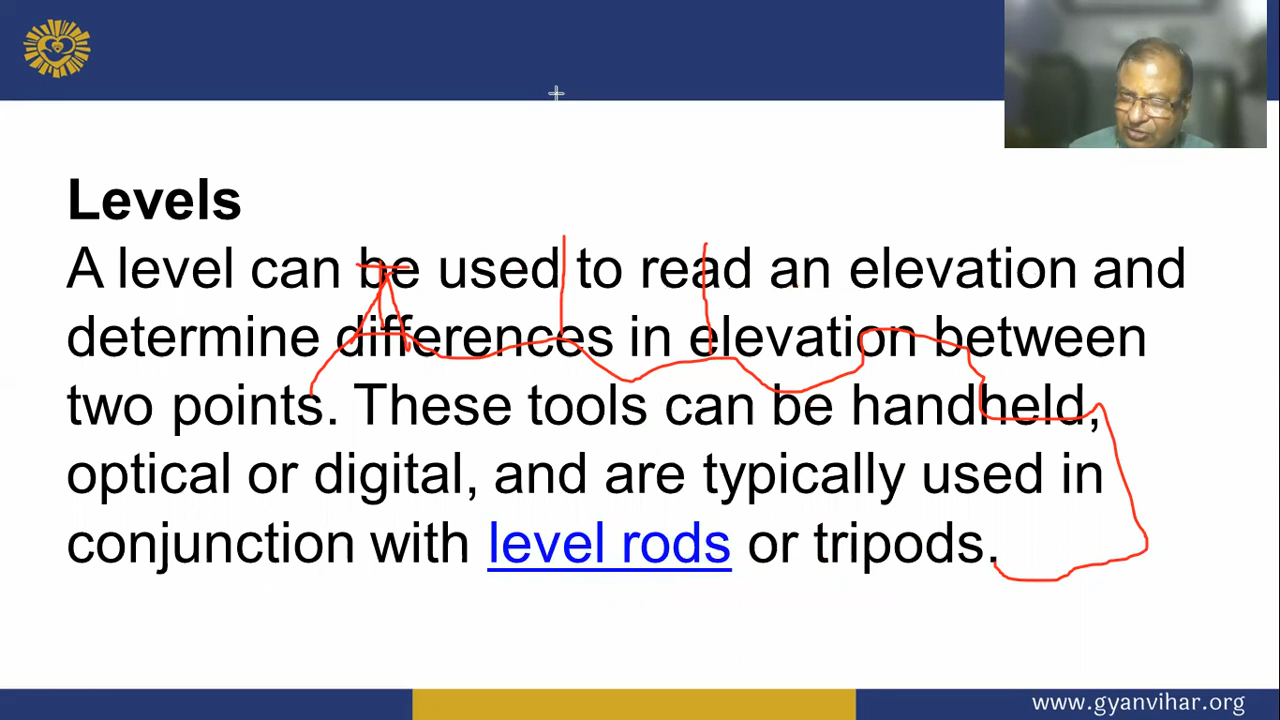 Levels
A level can be used to read an elevation and
determine differences in elevation between
two points. These tools can be handheld,
optical or digital, and are typically used in
conjunction with level rods or tripods.
www.gyanvihar.org